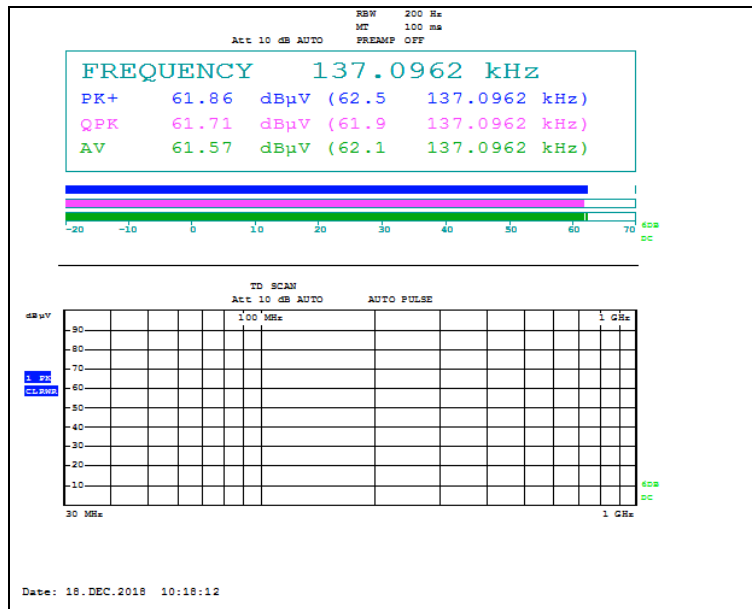 RBW 200 Hz
MT 100 ms
Att 10 dB AUTO PREAMP OFF
FREQUENCY 137.0962 kHz
PK+ 61.86 dBµV (62.5 137.0962 kHz)
QPK 61.71 dBµV (61.9 137.0962 kHz)
AV 61.57 dBµV (62.1 137.0962 kHz)
-20 -10 0 10 20 30 40 50 60 70
6DB
DC
TD SCAN
Att 10 dB AUTO AUTO PULSE
dBµV
100 MHz 1 GHz
90
80
70
1 PK
CLRWR
60
50
40
30
20
10
6DB
DC
30 MHz 1 GHz
Date: 18.DEC.2018 10:18:12